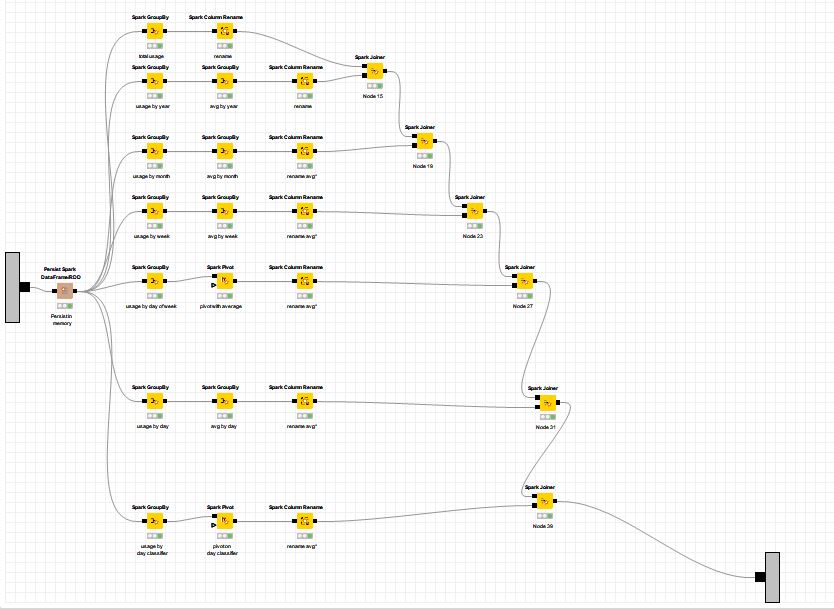 Spark GroupBy
Spark Column Rename
total usage
rename
Spark Joiner
Node 15
Spark GroupBy
Spark GroupBy
Spark Column Rename
usage by year
avg by year
rename
Spark Joiner
Node 19
Spark GroupBy
Spark GroupBy
Spark Column Rename
usage by month
avg by month
rename avg*
Spark Joiner
Node 23
Spark GroupBy
Spark GroupBy
Spark Column Rename
usage by week
avg by week
rename avg*
Persist Spark
DataFrame/RDD
Persist in
memory
Spark GroupBy
Spark Pivot
Spark Column Rename
usage by day of week
pivot with average
rename avg*
Spark Joiner
Node 27
Spark GroupBy
Spark GroupBy
Spark Column Rename
usage by day
avg by day
rename avg*
Spark Joiner
Node 31
Spark GroupBy
Spark Pivot
Spark Column Rename
usage by
day classifier
pivot on
day classifier
rename avg*
Spark Joiner
Node 39